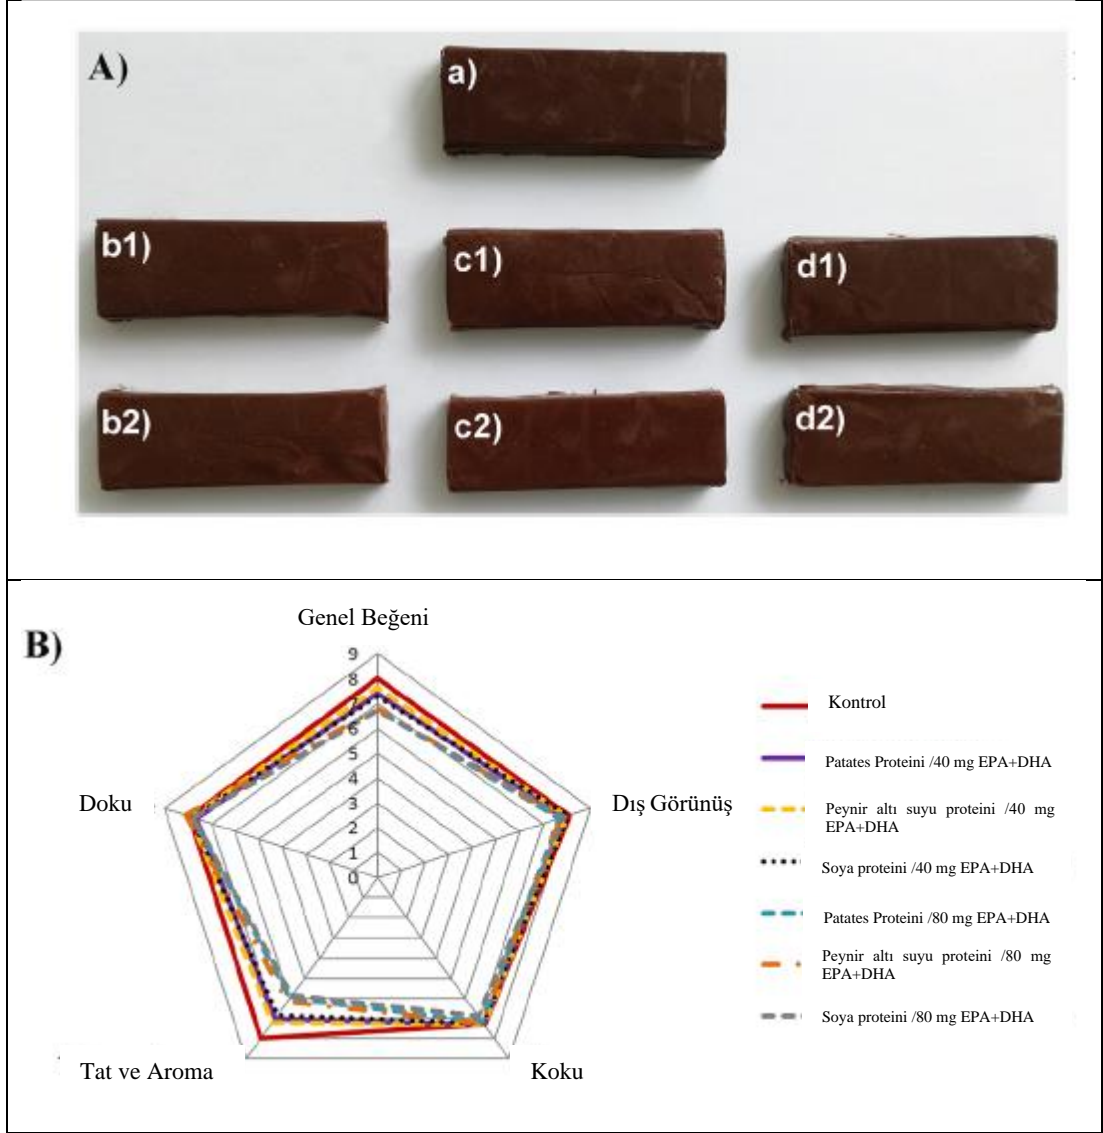 A)
a)
b1)
c1)
d1)
b2)
c2)
d2)
B)
Genel Beğeni
9
8
7
6
5
4
3
2
1
0
Doku
Dış Görünüş
Tat ve Aroma
Koku
Kontrol
Patates Proteini /40 mg EPA+DHA
Peynir altı suyu proteini /40 mg
EPA+DHA
Soya proteini /40 mg EPA+DHA
Patates Proteini /80 mg EPA+DHA
Peynir altı suyu proteini /80 mg
EPA+DHA
Soya proteini /80 mg EPA+DHA